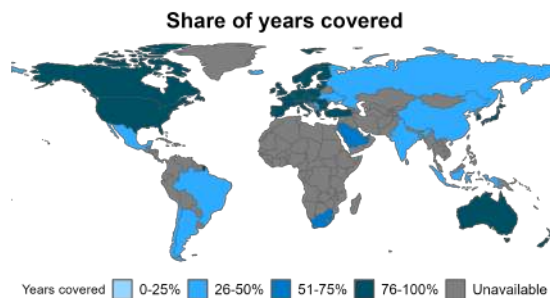 Share of years covered
Years covered 0-25% 26-50% 51-75% 76-100% Unavailable